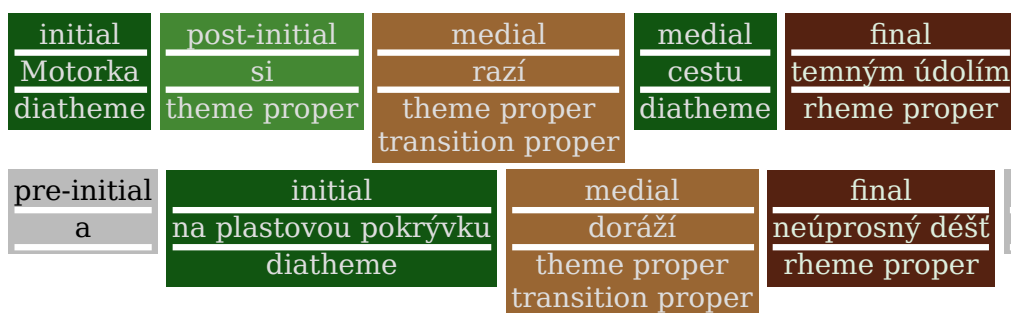 initial post-initial medial medial final
Motorka si razí cestu temným údolím
diatheme theme proper theme proper diatheme rheme proper
transition proper
pre-initial initial medial final
a na plastovou pokrývku doráží neúprosný déšť
diatheme theme proper rheme proper
transition proper